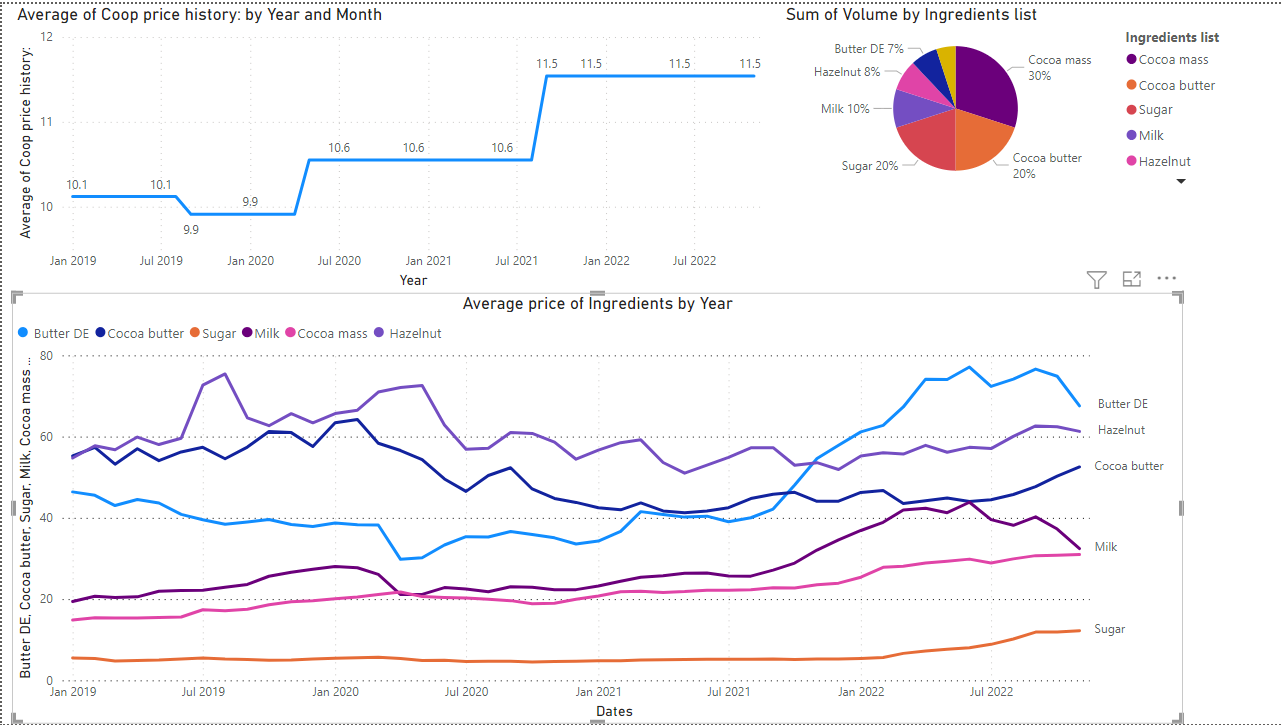 Average of Coop price history: by Year and Month
Average of Coop price history:
12
11
10
10.1
10.1
9.9
9.9
10.6
10.6
10.6
11.5
11.5
11.5
11.5
Jan 2019
Jul 2019
Jan 2020
Jul 2020
Jan 2021
Jul 2021
Jan 2022
Jul 2022
Year
Sum of Volume by Ingredients list
Butter DE 7%
Hazelnut 8%
Milk 10%
Sugar 20%
Cocoa mass
30%
Cocoa butter
20%
Ingredients list
Cocoa mass
Cocoa butter
Sugar
Milk
Hazelnut
Average price of Ingredients by Year
Butter DE
Cocoa butter
Sugar
Milk
Cocoa mass
Hazelnut
Butter DE, Cocoa butter, Sugar, Milk, Cocoa mass ...
80
60
40
20
0
Butter DE
Hazelnut
Cocoa butter
Milk
Sugar
Jan 2019
Jul 2019
Jan 2020
Jul 2020
Jan 2021
Jul 2021
Jan 2022
Jul 2022
Dates